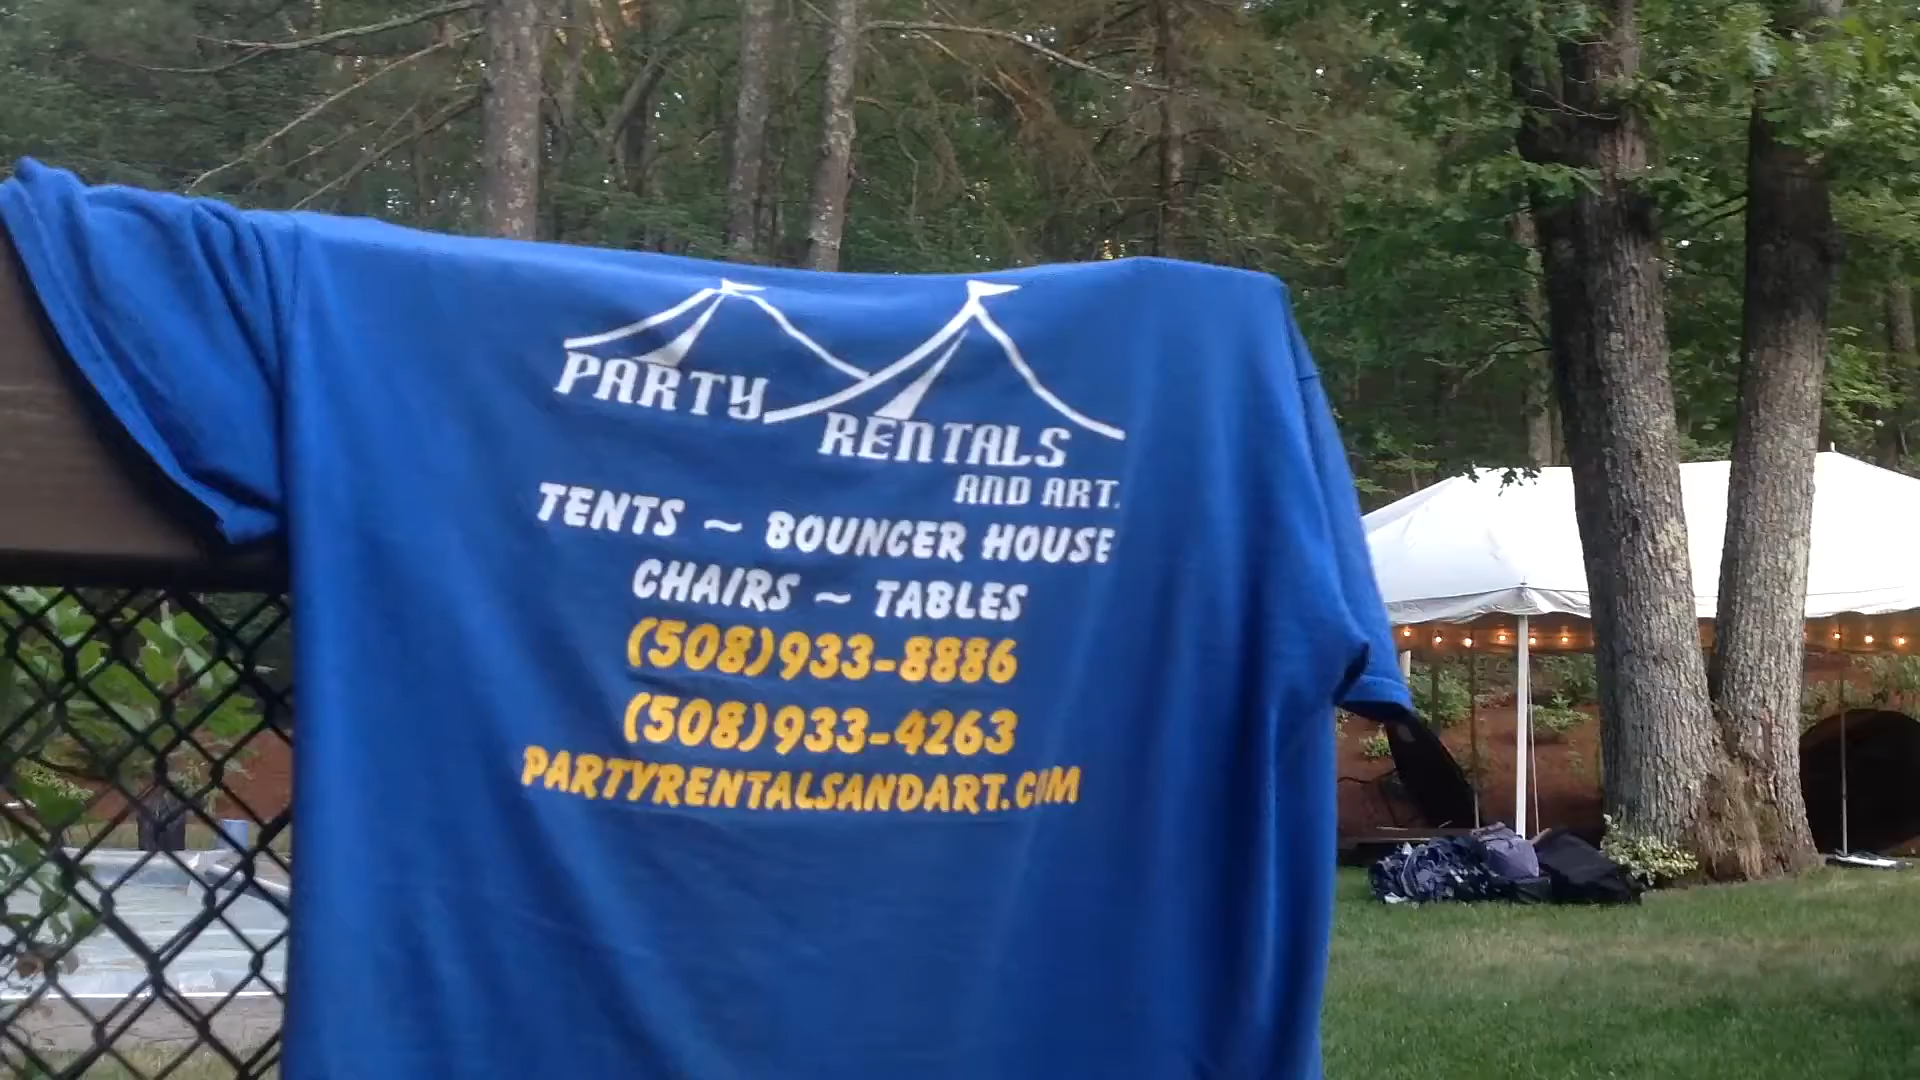 PARTY
RENTALS
AND ART.
TENTS ~ BOUNCER HOUSE
CHAIRS ~ TABLES
(508)933-8886
(508)933-4263
PARTYRENTALSANDART.COM